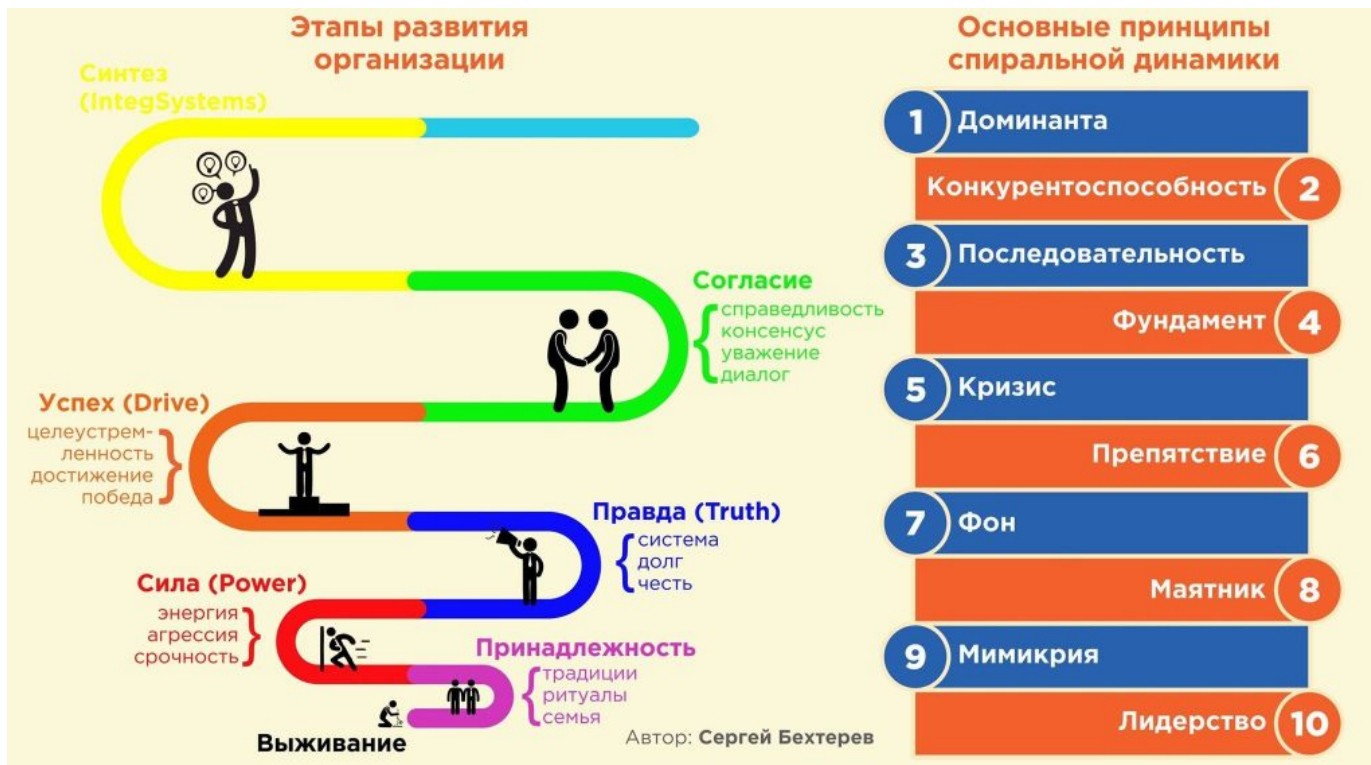 Этапы развития
организации
Синтез
(IntegSystems)
Согласие
справедливость
консенсус
уважение
диалог
Успех (Drive)
целеустрем-
ленность
достижение
победа
Правда (Truth)
система
долг
честь
Сила (Power)
энергия
агрессия
срочность
Принадлежность
традиции
ритуалы
семья
Выживание
Автор: Сергей Бехтерев
Основные принципы
спиральной динамики
1 Доминанта
Конкурентоспособность 2
3 Последовательность
Фундамент 4
5 Кризис
Препятствие 6
7 Фон
Маятник 8
9 Мимикрия
Лидерство 10